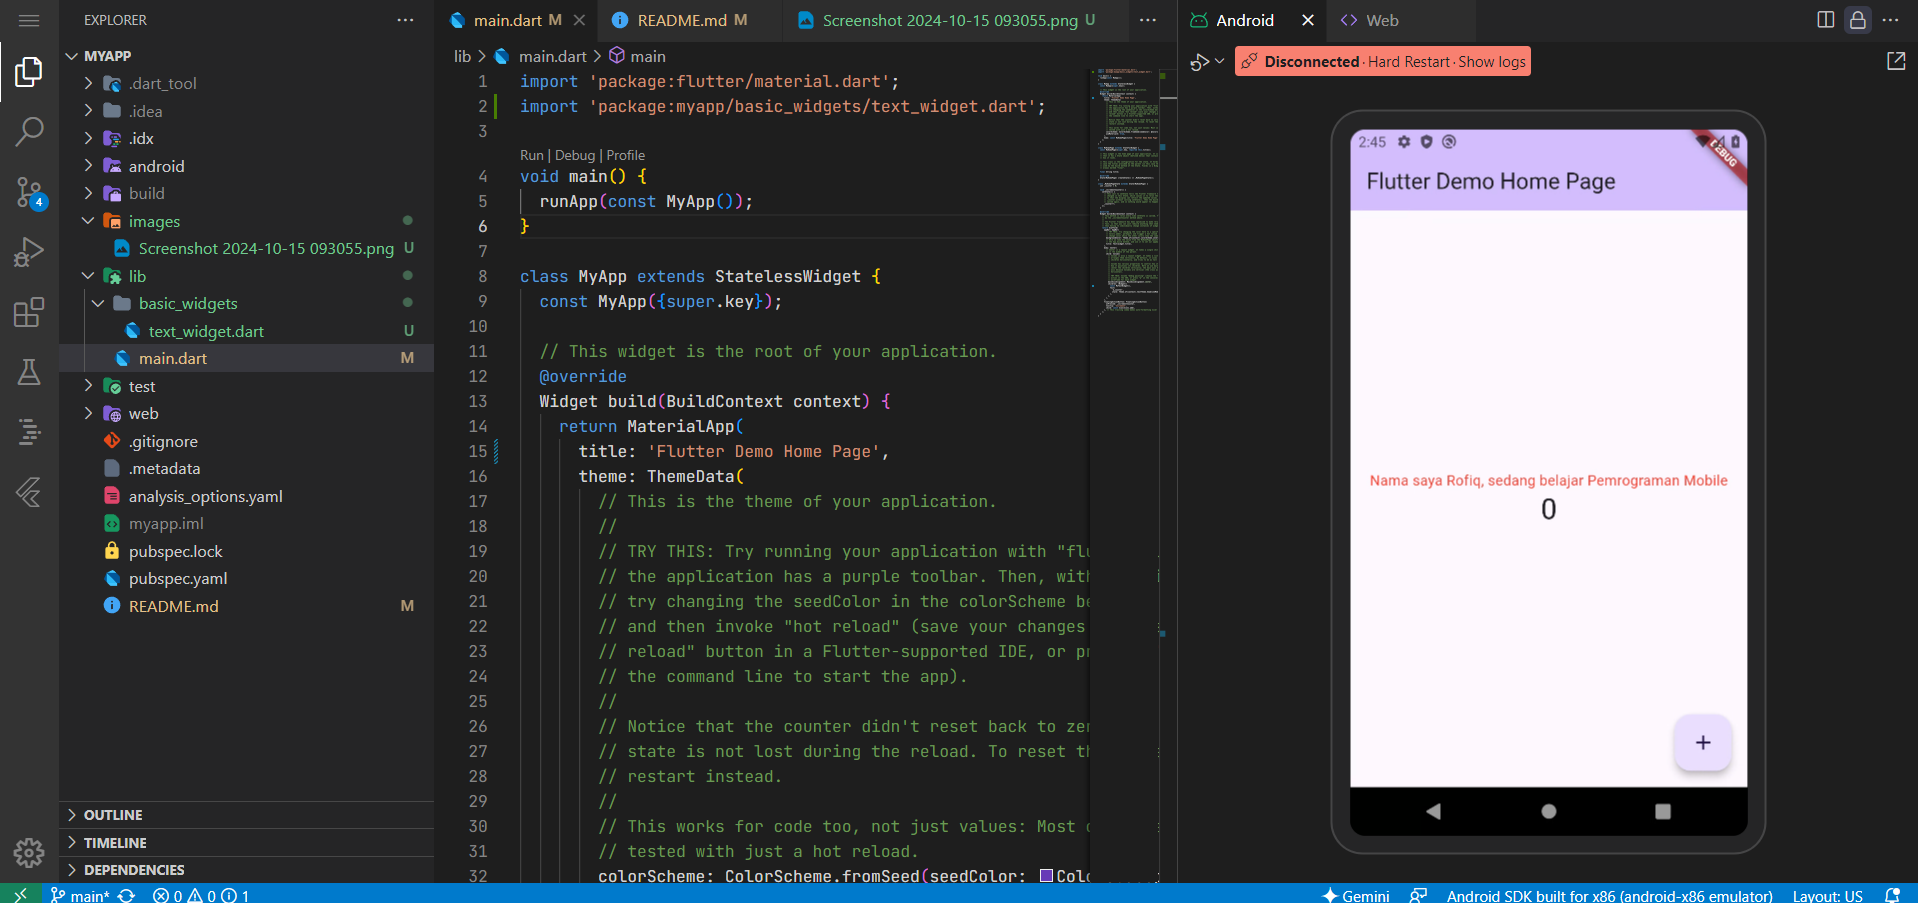 EXPLORER
MYAPP
.dart_tool
.idea
.idx
android
build
images
Screenshot 2024-10-15 093055.png U
lib
basic_widgets
text_widget.dart U
main.dart M
test
web
.gitignore
.metadata
analysis_options.yaml
myapp.iml
pubspec.lock
pubspec.yaml
README.md M
OUTLINE
TIMELINE
DEPENDENCIES
4
main.dart M
README.md M
Screenshot 2024-10-15 093055.png U
lib > main.dart > main
1 import 'package:flutter/material.dart';
2 import 'package:myapp/basic_widgets/text_widget.dart';
3
Run | Debug | Profile
4 void main() {
5 runApp(const MyApp());
6 }
7
8 class MyApp extends StatelessWidget {
9 const MyApp({super.key});
10
11 // This widget is the root of your application.
12 @override
13 Widget build(BuildContext context) {
14 return MaterialApp(
15 title: 'Flutter Demo Home Page',
16 theme: ThemeData(
17 // This is the theme of your application.
18 //
19 // TRY THIS: Try running your application with "flu
20 // the application has a purple toolbar. Then, with
21 // try changing the seedColor in the colorScheme be
22 // and then invoke "hot reload" (save your changes
23 // reload" button in a Flutter-supported IDE, or pr
24 // the command line to start the app).
25 //
26 // Notice that the counter didn't reset back to zer
27 // state is not lost during the reload. To reset th
28 // restart instead.
29 //
30 // This works for code too, not just values: Most c
31 // tested with just a hot reload.
32 colorScheme: ColorScheme.fromSeed(seedColor: Colo
Android
Web
Disconnected · Hard Restart · Show logs
2:45
DEBUG
Flutter Demo Home Page
Nama saya Rofiq, sedang belajar Pemrograman Mobile
0
+
main* 0 0 1
Gemini
Android SDK built for x86 (android-x86 emulator)
Layout: US